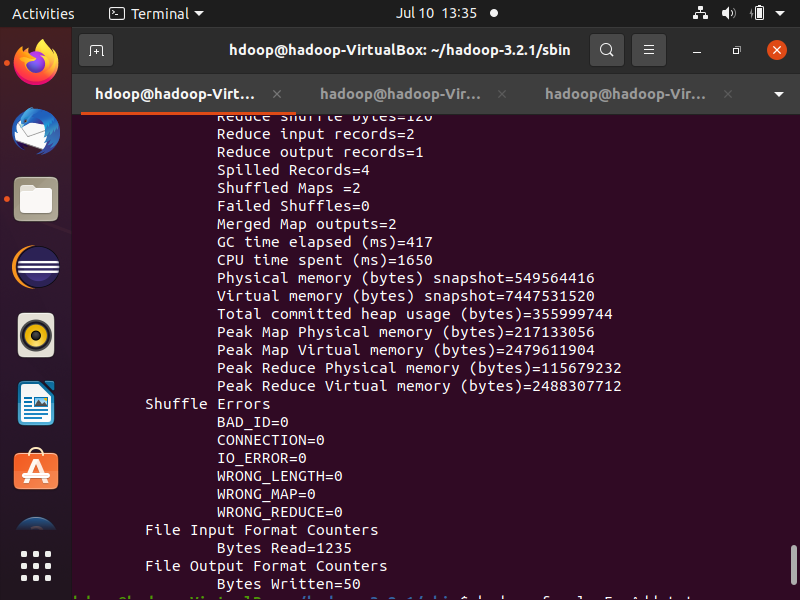 Activities Terminal Jul 10 13:35
hdoop@hadoop-VirtualBox: ~/hadoop-3.2.1/sbin
hdoop@hadoop-Virt... hadoop@hadoop-Vir... hadoop@hadoop-Vir...
Reduce shuffle bytes=120
Reduce input records=2
Reduce output records=1
Spilled Records=4
Shuffled Maps =2
Failed Shuffles=0
Merged Map outputs=2
GC time elapsed (ms)=417
CPU time spent (ms)=1650
Physical memory (bytes) snapshot=549564416
Virtual memory (bytes) snapshot=7447531520
Total committed heap usage (bytes)=355999744
Peak Map Physical memory (bytes)=217133056
Peak Map Virtual memory (bytes)=2479611904
Peak Reduce Physical memory (bytes)=115679232
Peak Reduce Virtual memory (bytes)=2488307712
Shuffle Errors
BAD_ID=0
CONNECTION=0
IO_ERROR=0
WRONG_LENGTH=0
WRONG_MAP=0
WRONG_REDUCE=0
File Input Format Counters
Bytes Read=1235
File Output Format Counters
Bytes Written=50